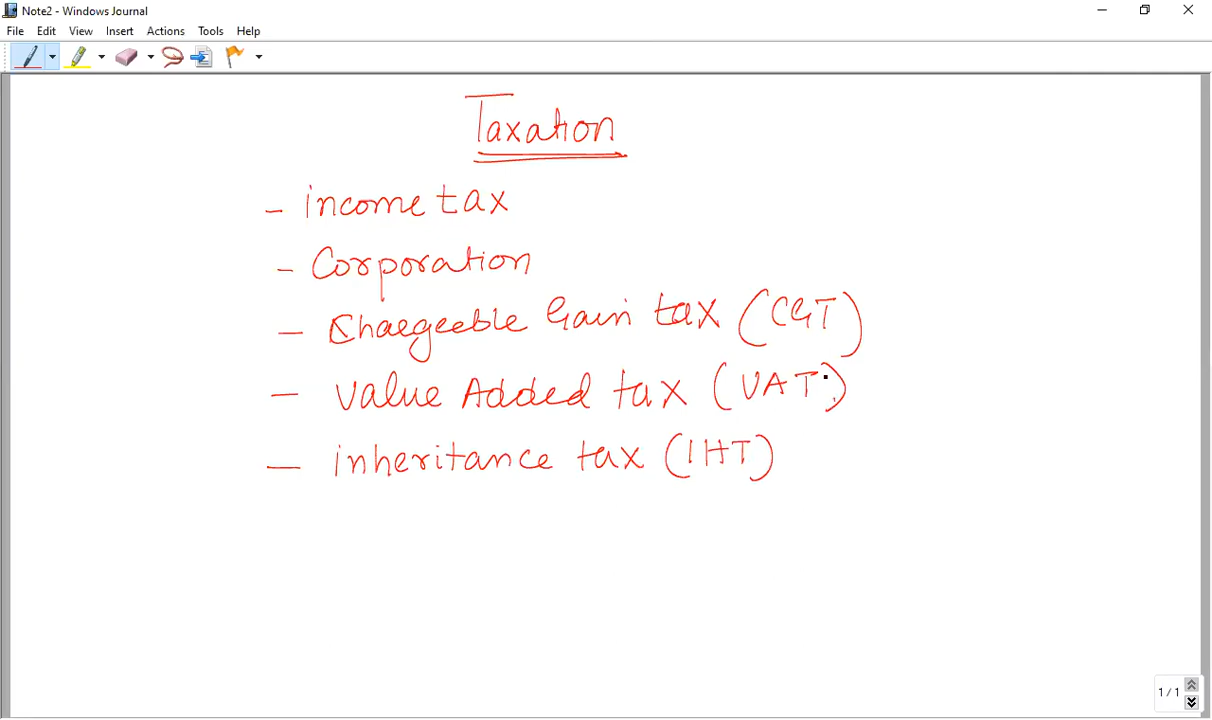 Note2 - Windows Journal
File Edit View Insert Actions Tools Help
Taxation
- income tax
- Corporation
- Chargeeble Gain tax (CGT)
- Value Added tax (VAT)
- inheritance tax (IHT)
1 / 1